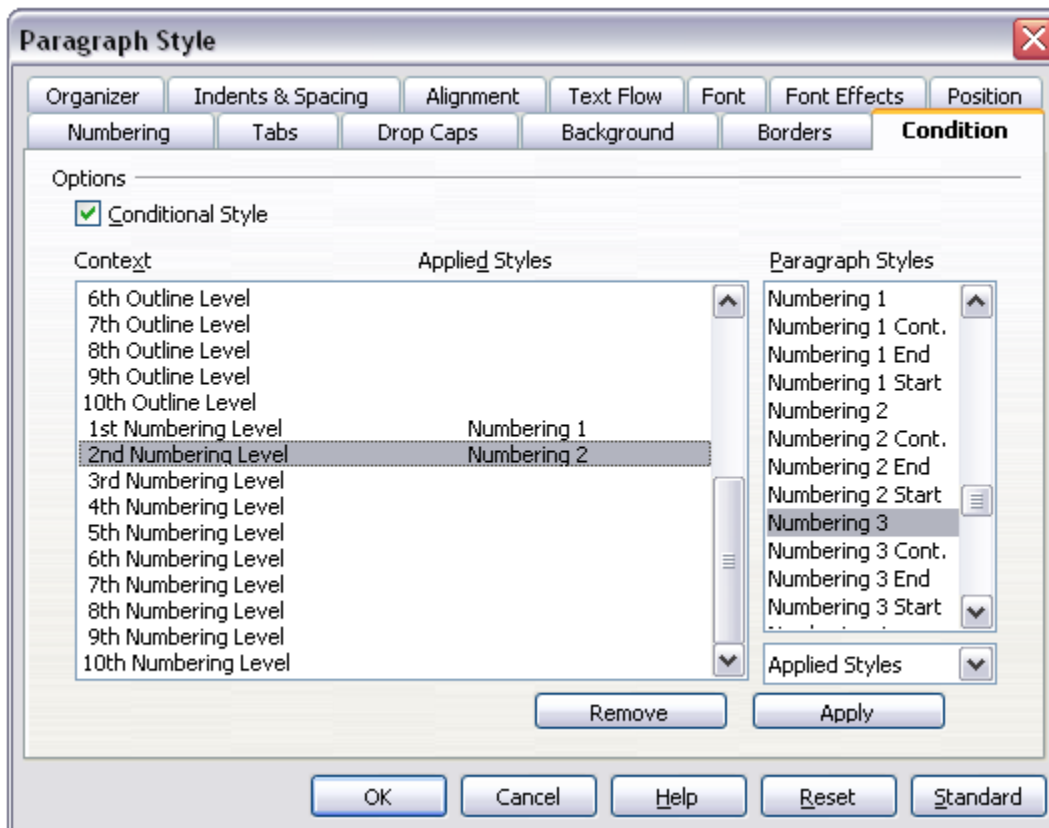 Paragraph Style
Organizer Indents & Spacing Alignment Text Flow Font Font Effects Position
Numbering Tabs Drop Caps Background Borders Condition
Options
Conditional Style
Context Applied Styles Paragraph Styles
6th Outline Level
7th Outline Level
8th Outline Level
9th Outline Level
10th Outline Level
1st Numbering Level Numbering 1
2nd Numbering Level Numbering 2
3rd Numbering Level
4th Numbering Level
5th Numbering Level
6th Numbering Level
7th Numbering Level
8th Numbering Level
9th Numbering Level
10th Numbering Level
Numbering 1
Numbering 1 Cont.
Numbering 1 End
Numbering 1 Start
Numbering 2
Numbering 2 Cont.
Numbering 2 End
Numbering 2 Start
Numbering 3
Numbering 3 Cont.
Numbering 3 End
Numbering 3 Start
Applied Styles
Remove Apply
OK Cancel Help Reset Standard